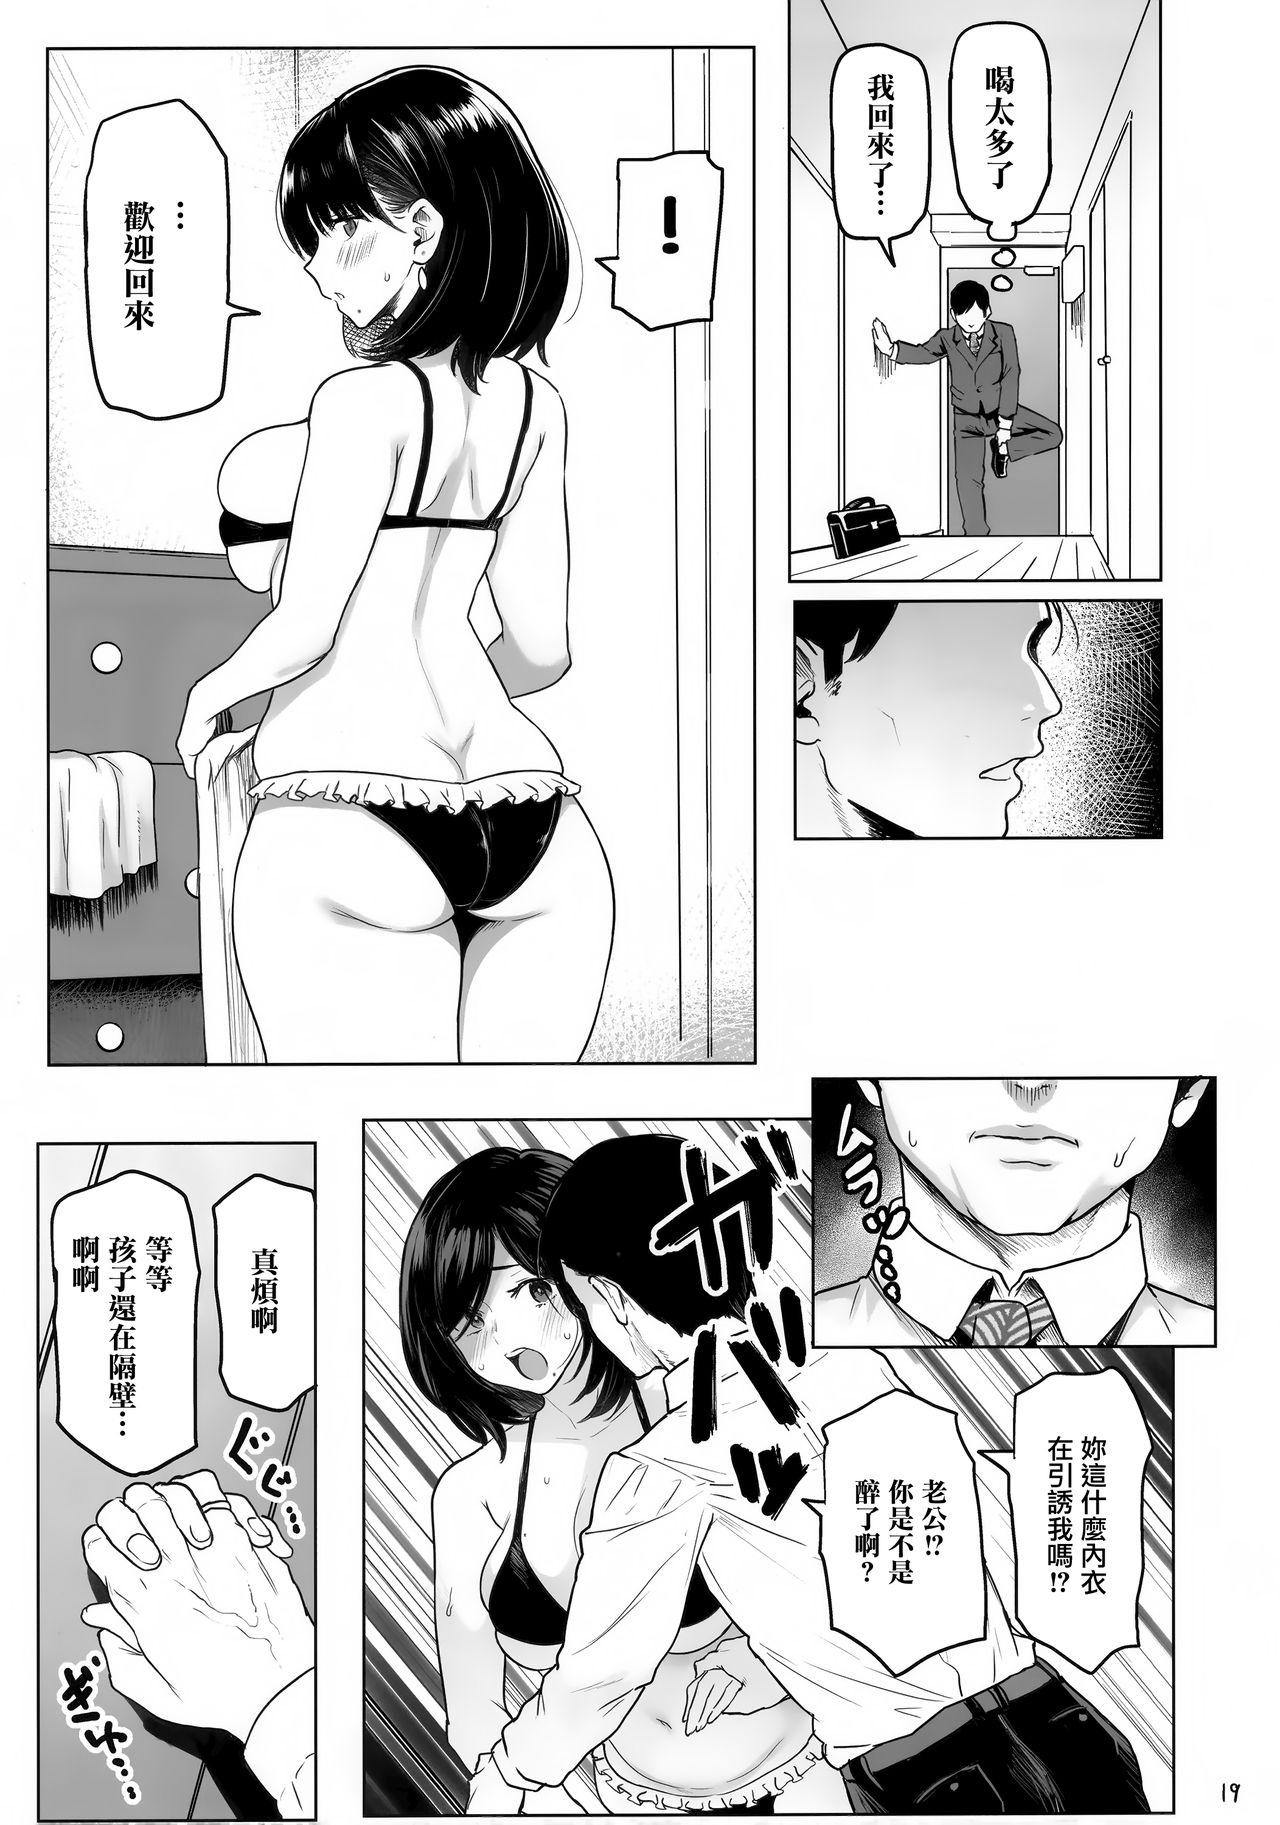 喝太多了
我回來了…
！
…
歡迎回來
ムラッ…
ガバッ
妳這什麼內衣
在引誘我嗎!?
老公!?
你是不是
醉了啊？
真煩啊
等等
孩子還在隔壁…
啊啊
ぐ
19